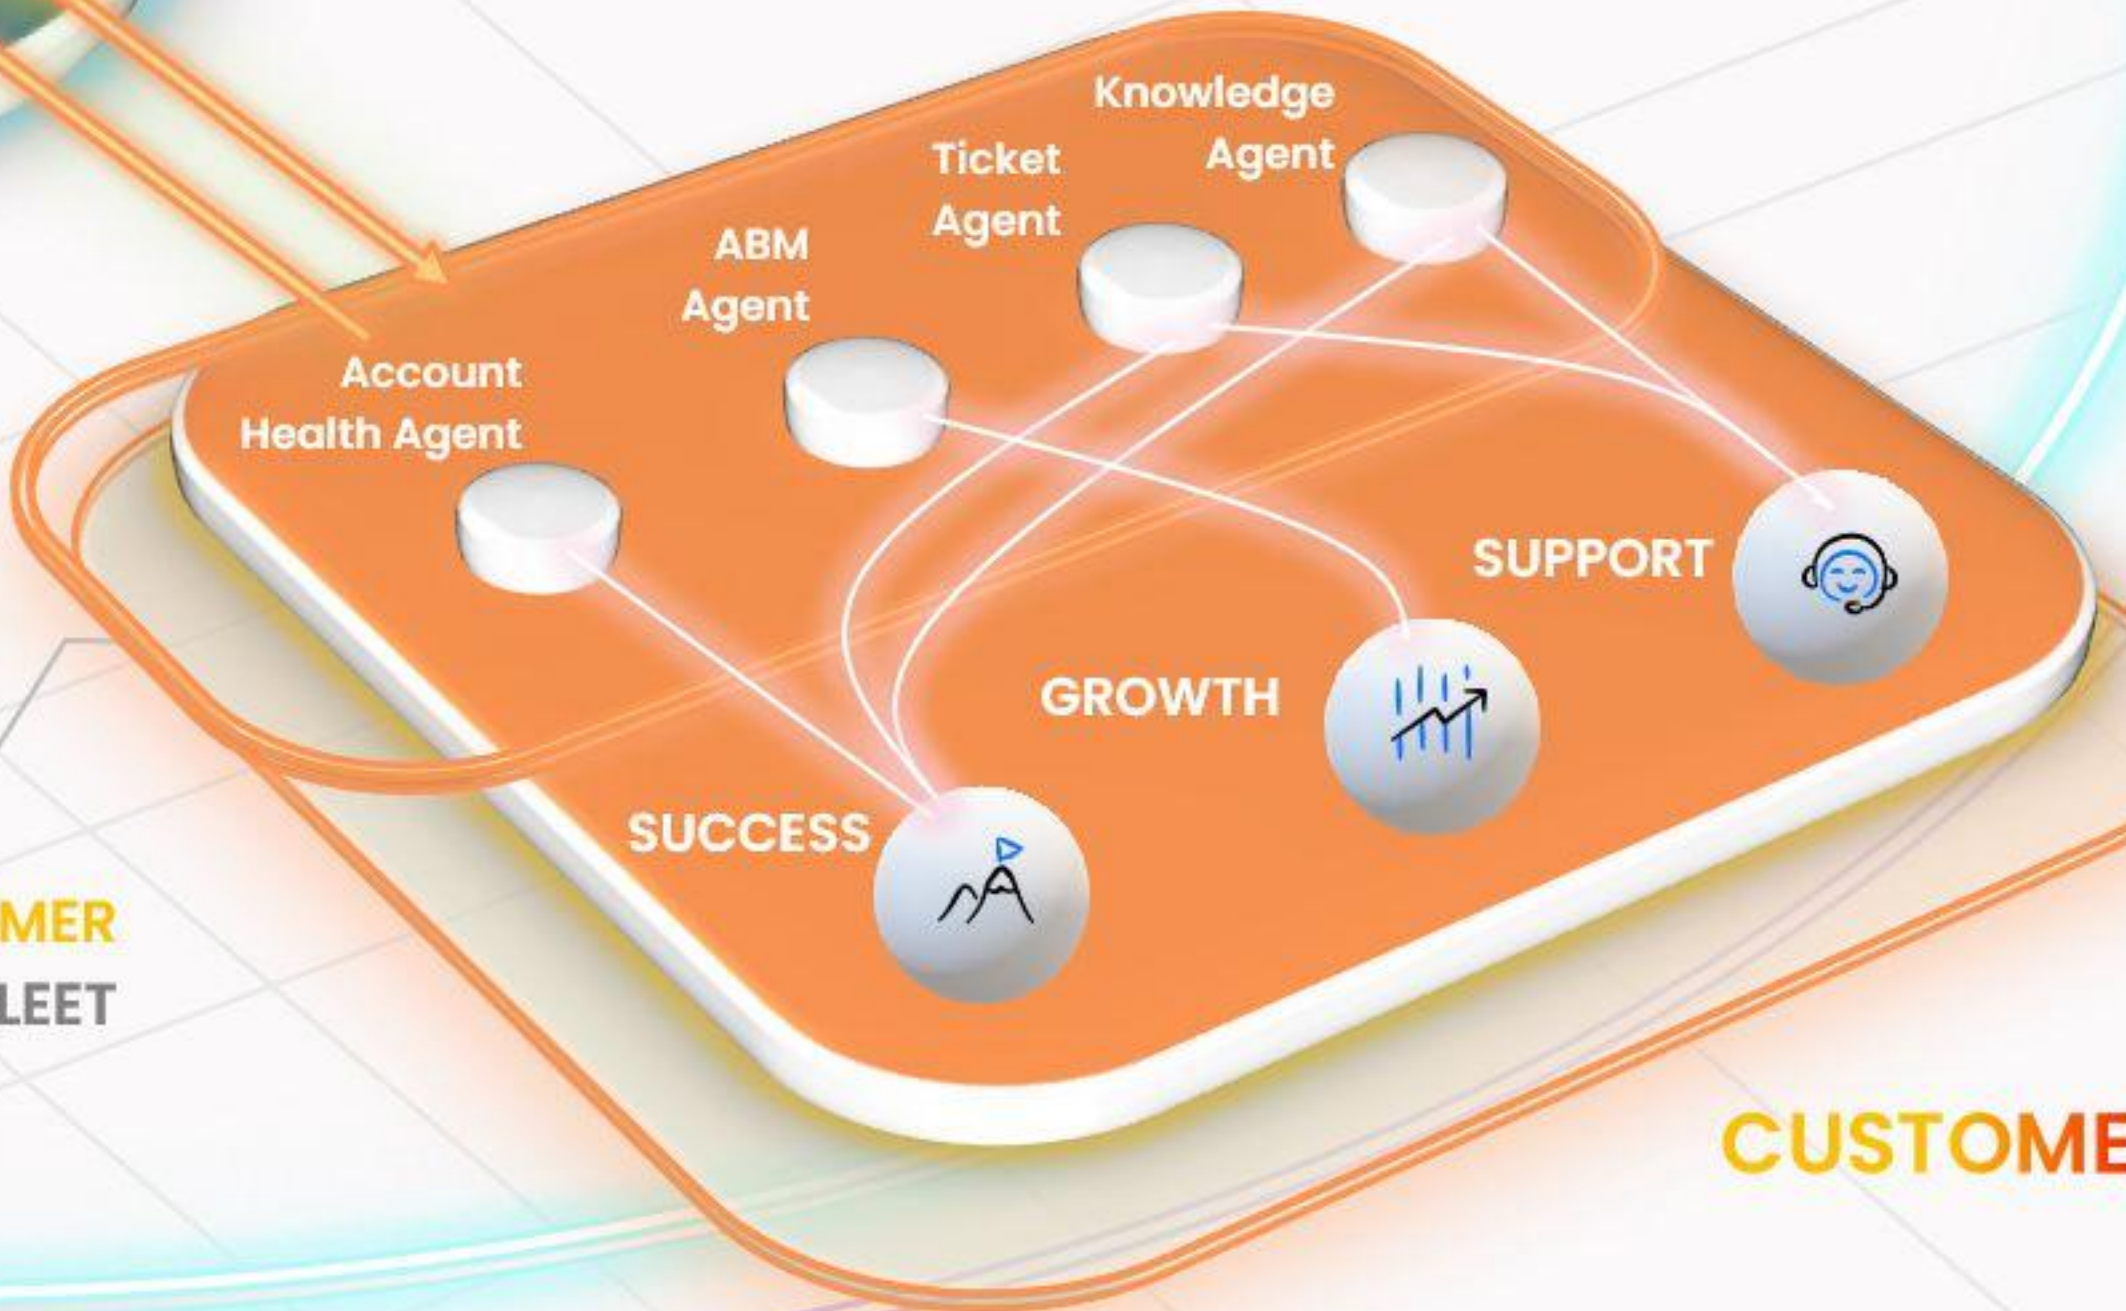 Knowledge
Agent
Ticket
Agent
ABM
Agent
Account
Health Agent
SUPPORT
GROWTH
SUCCESS
MER
LEET
CUSTOME